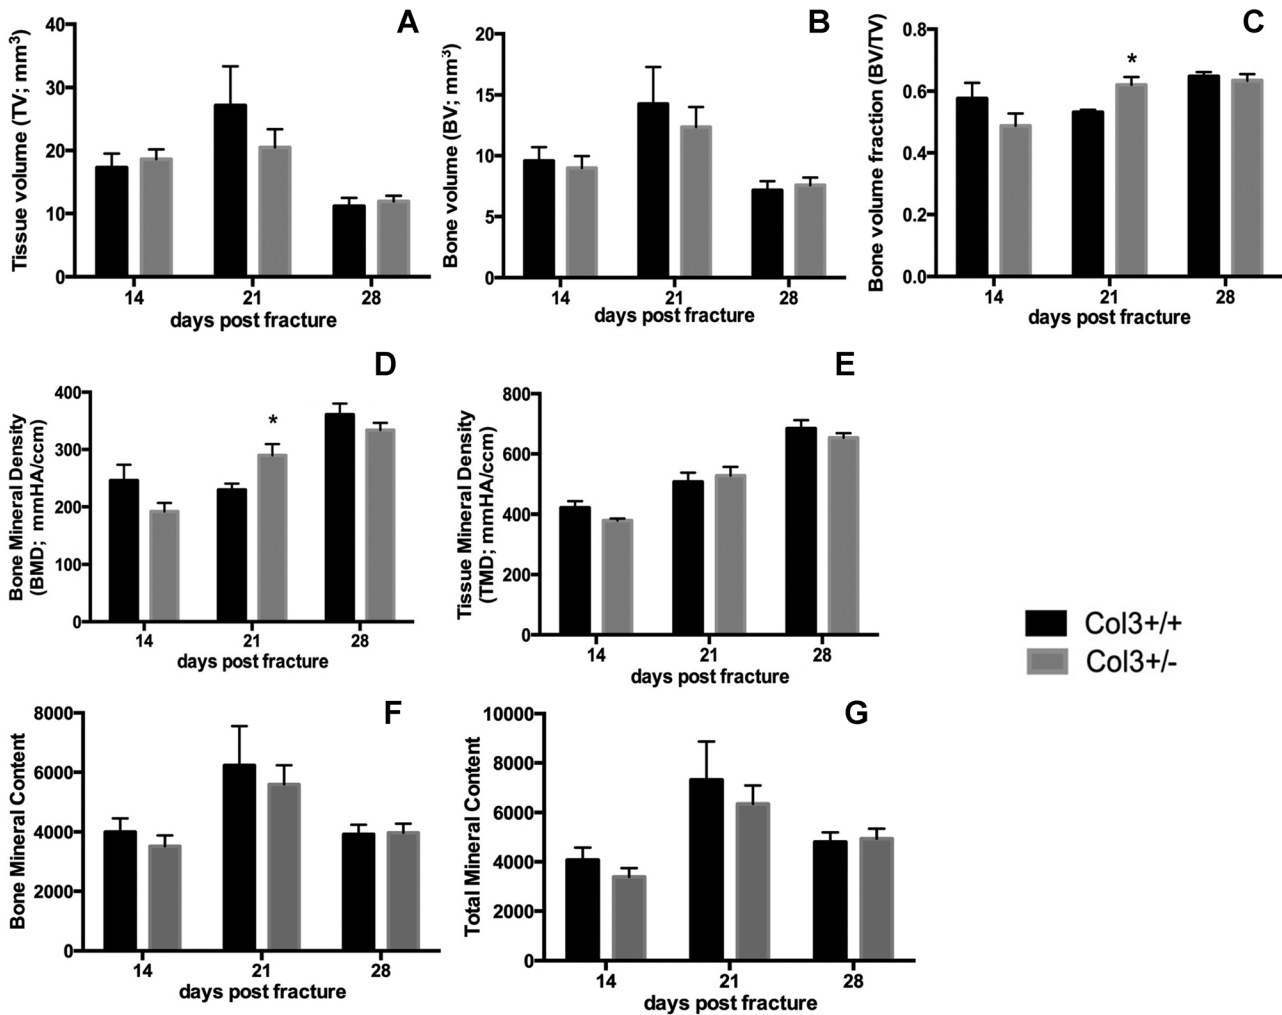 A
Tissue volume (TV; mm³)
40
30
20
10
0
14
21
28
days post fracture
B
Bone volume (BV; mm³)
20
15
10
5
0
14
21
28
days post fracture
C
Bone volume fraction (BV/TV)
0.8
0.6
0.4
0.2
0.0
*
14
21
28
days post fracture
D
Bone Mineral Density
(BMD; mmHA/ccm)
400
300
200
100
0
*
14
21
28
days post fracture
E
Tissue Mineral Density
(TMD; mmHA/ccm)
800
600
400
200
0
14
21
28
days post fracture
Col3+/+
Col3+/-
F
Bone Mineral Content
8000
6000
4000
2000
0
14
21
28
days post fracture
G
Total Mineral Content
10000
8000
6000
4000
2000
0
14
21
28
days post fracture